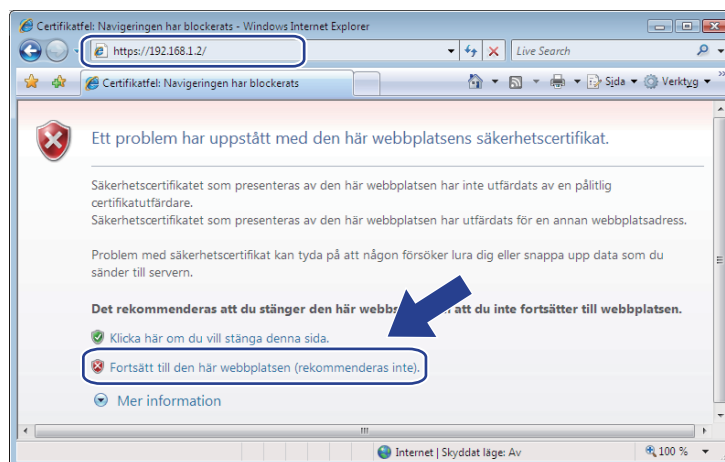 Certifikatfel: Navigeringen har blockerats - Windows Internet Explorer
https://192.168.1.2/
Live Search
Certifikatfel: Navigeringen har blockerats
Sida
Verktyg
Ett problem har uppstått med den här webbplatsens säkerhetscertifikat.
Säkerhetscertifikatet som presenteras av den här webbplatsen har inte utfärdats av en pålitlig
certifikatutfärdare.
Säkerhetscertifikatet som presenteras av den här webbplatsen har utfärdats för en annan webbplatsadress.
Problem med säkerhetscertifikat kan tyda på att någon försöker lura dig eller snappa upp data som du
sänder till servern.
Det rekommenderas att du stänger den här webbs att du inte fortsätter till webbplatsen.
Klicka här om du vill stänga denna sida.
Fortsätt till den här webbplatsen (rekommenderas inte).
Mer information
Internet | Skyddat läge: Av
100 %